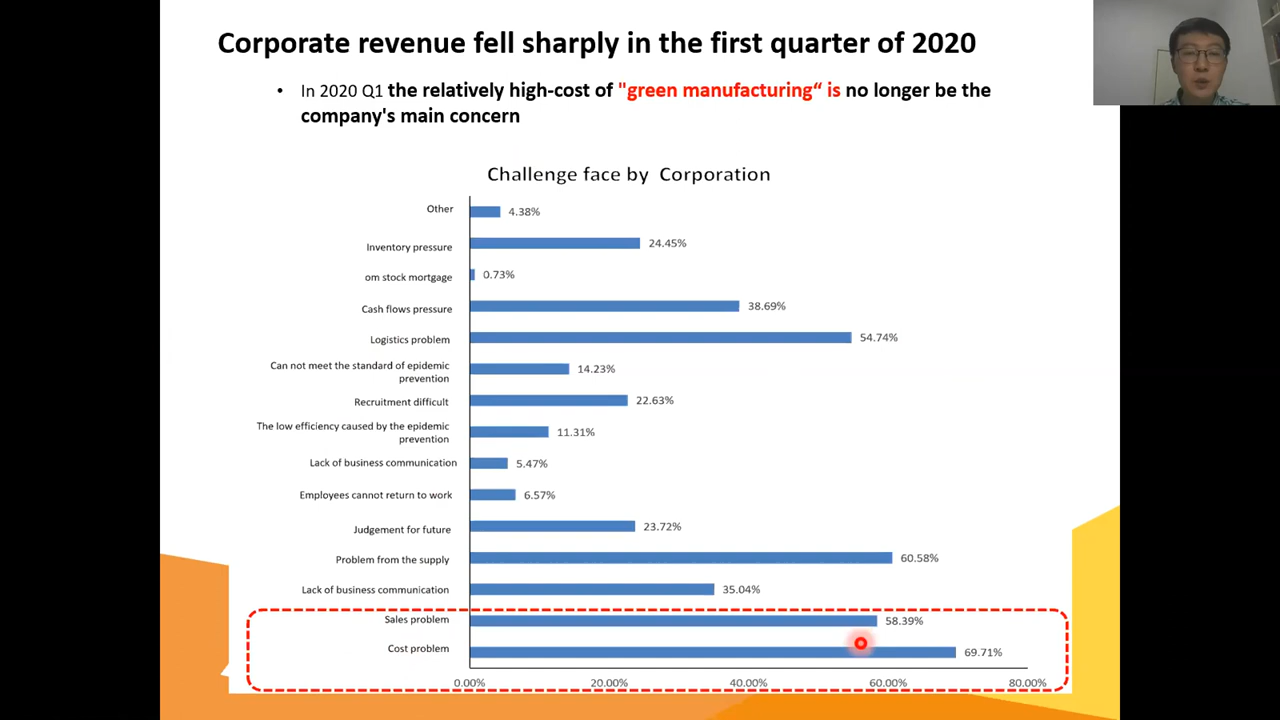 Corporate revenue fell sharply in the first quarter of 2020
• In 2020 Q1 the relatively high-cost of "green manufacturing“ is no longer be the
company's main concern
Challenge face by Corporation
Other 4.38%
Inventory pressure 24.45%
om stock mortgage 0.73%
Cash flows pressure 38.69%
Logistics problem 54.74%
Can not meet the standard of epidemic
prevention 14.23%
Recruitment difficult 22.63%
The low efficiency caused by the epidemic
prevention 11.31%
Lack of business communication 5.47%
Employees cannot return to work 6.57%
Judgement for future 23.72%
Problem from the supply 60.58%
Lack of business communication 35.04%
Sales problem 58.39%
Cost problem 69.71%
0.00% 20.00% 40.00% 60.00% 80.00%